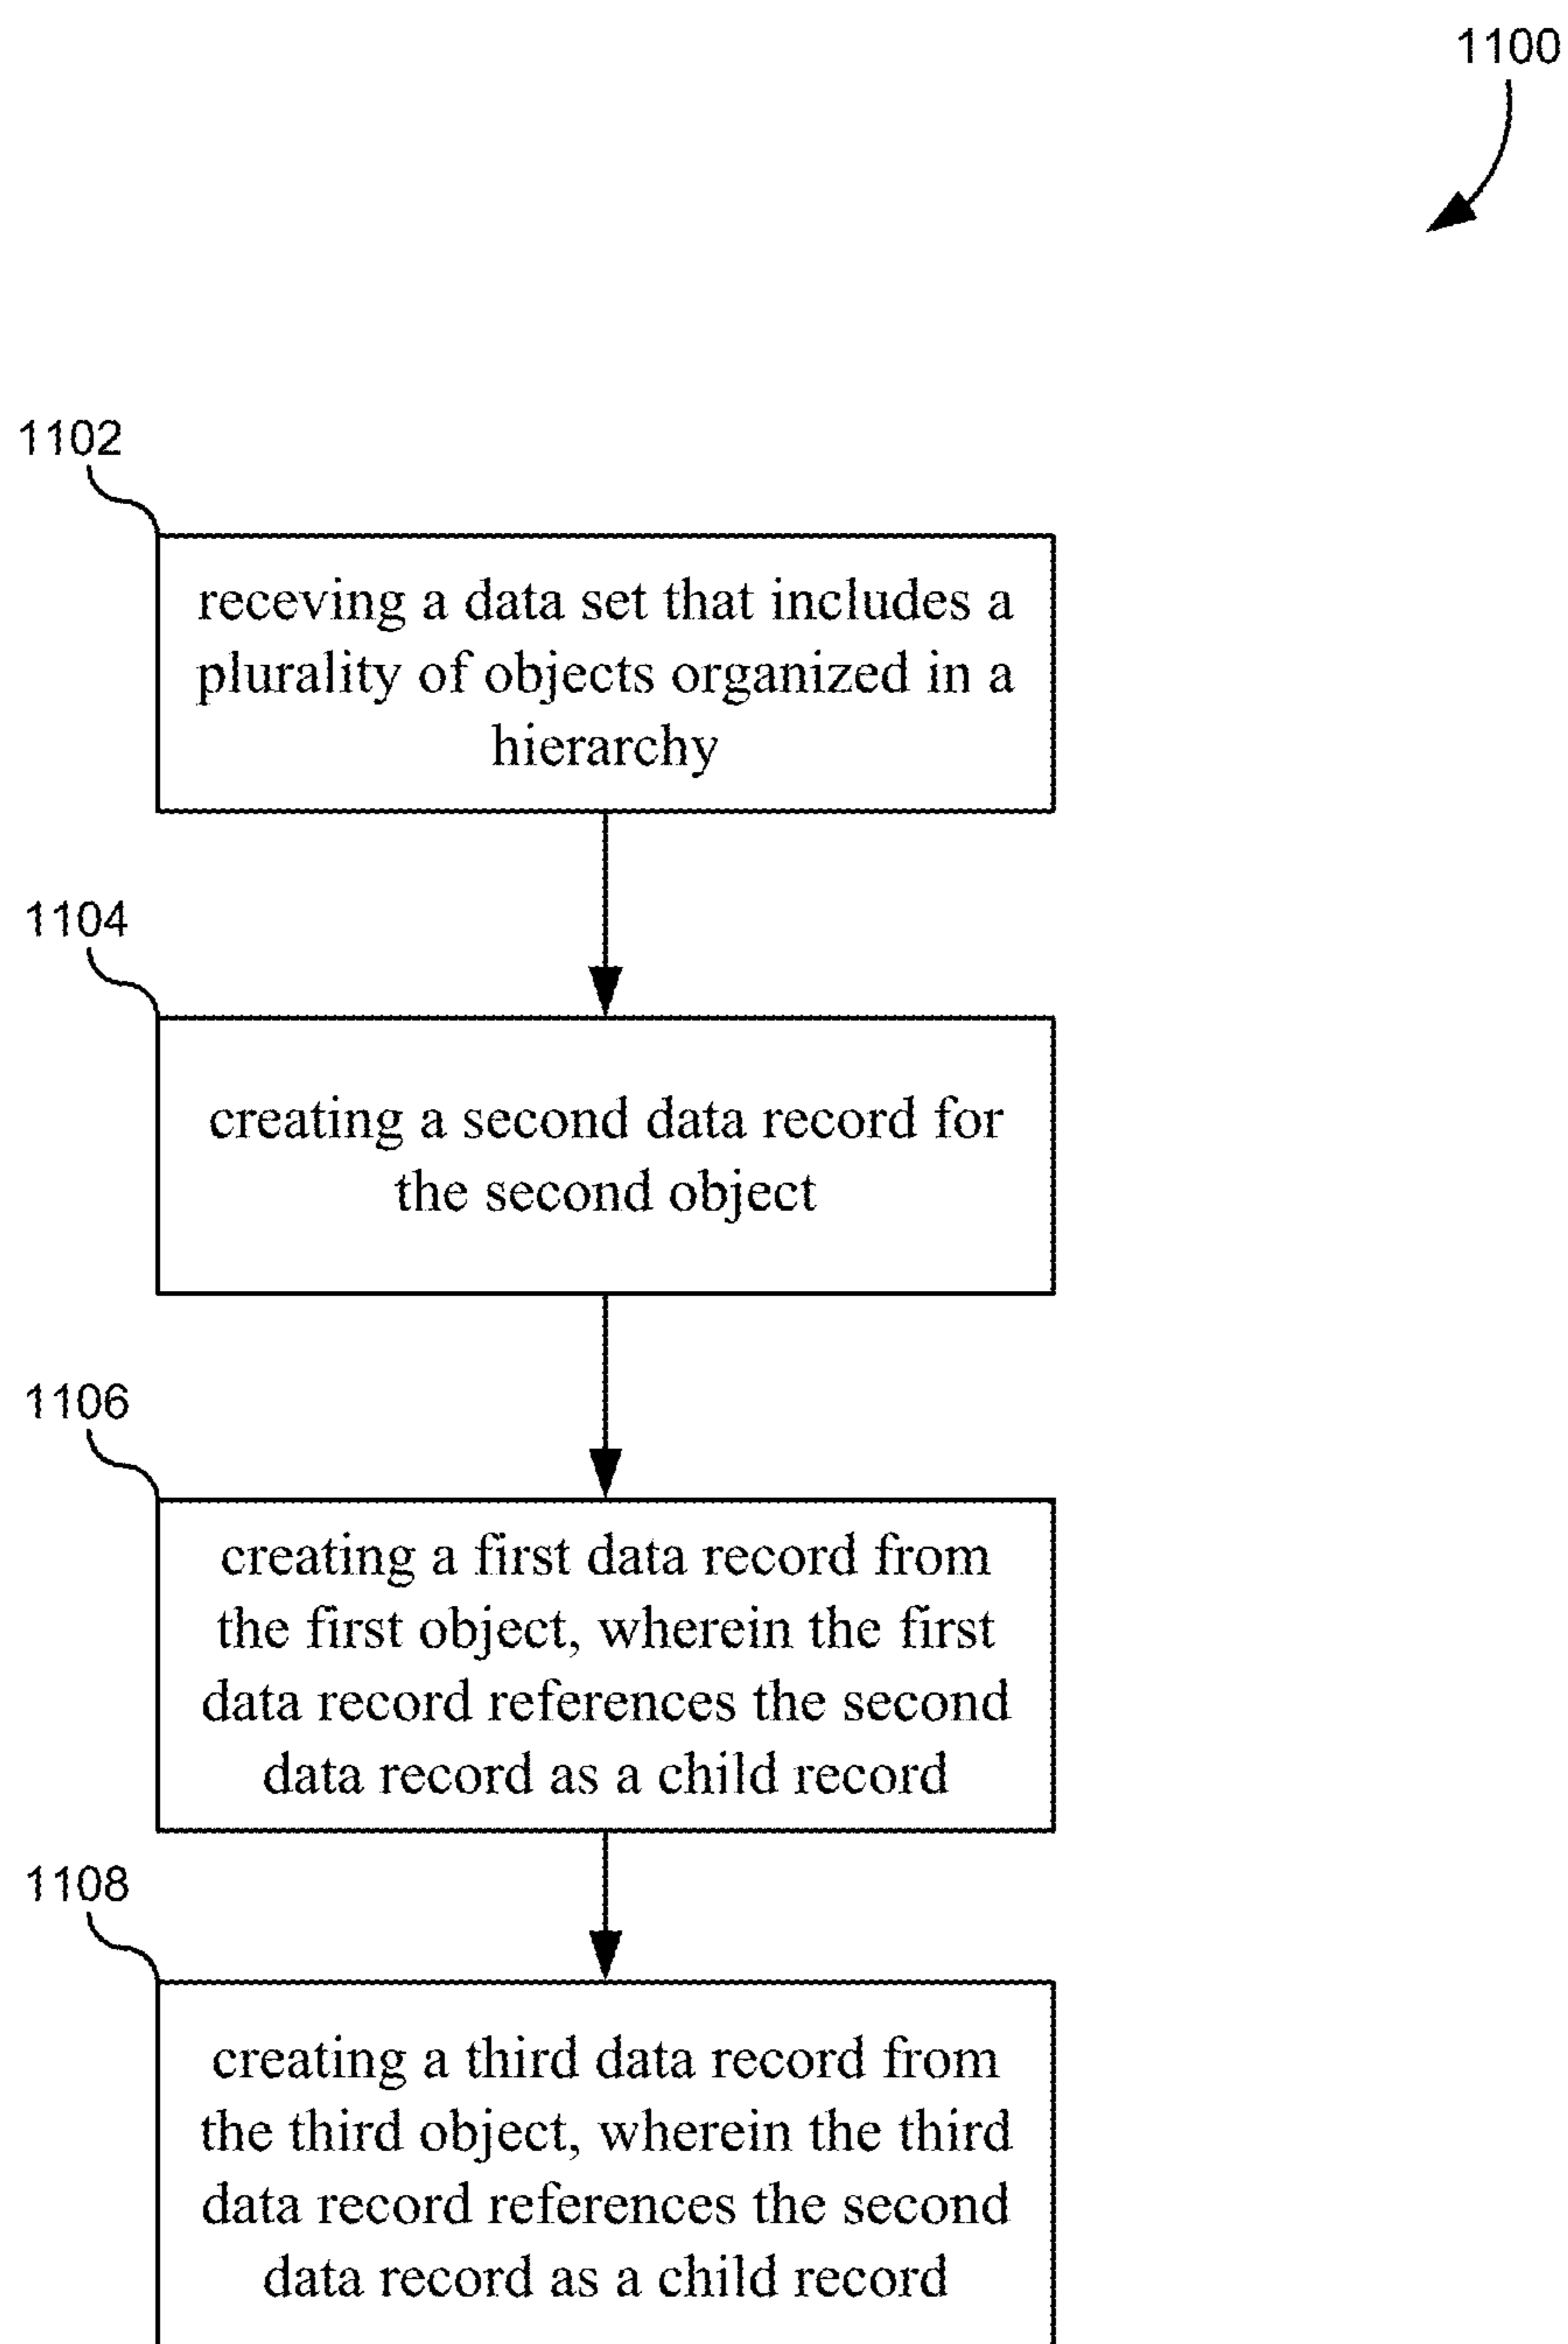 1100
1102
receving a data set that includes a
plurality of objects organized in a
hierarchy
1104
creating a second data record for
the second object
1106
creating a first data record from
the first object, wherein the first
data record references the second
data record as a child record
1108
creating a third data record from
the third object, wherein the third
data record references the second
data record as a child record